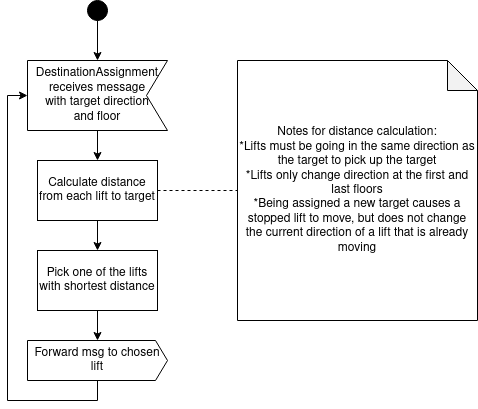 DestinationAssignment
receives message
with target direction
and floor
Calculate distance
from each lift to target
Pick one of the lifts
with shortest distance
Forward msg to chosen
lift
Notes for distance calculation:
*Lifts must be going in the same direction as
the target to pick up the target
*Lifts only change direction at the first and
last floors
*Being assigned a new target causes a
stopped lift to move, but does not change
the current direction of a lift that is already
moving